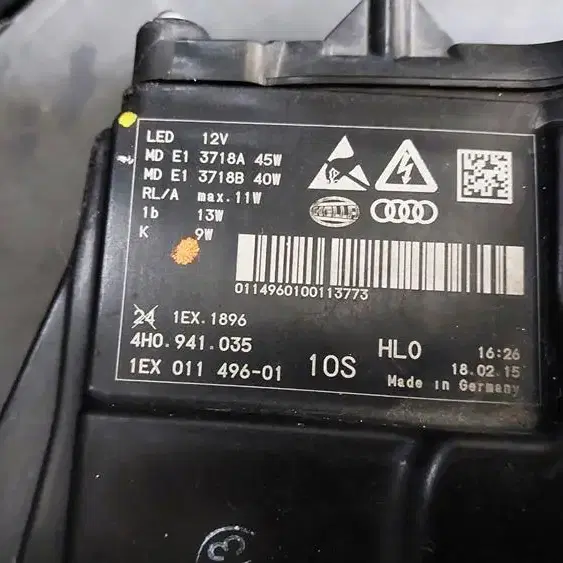 LED 12V
MD E1 3718A 45W
MD E1 3718B 40W
RL/A max.11W
1b 13W
K 9W
HELLA
0114960100113773
24 1EX.1896
4H0.941.035
1EX 011 496-01 10S HL0
16:26
18.02.15
Made in Germany
3